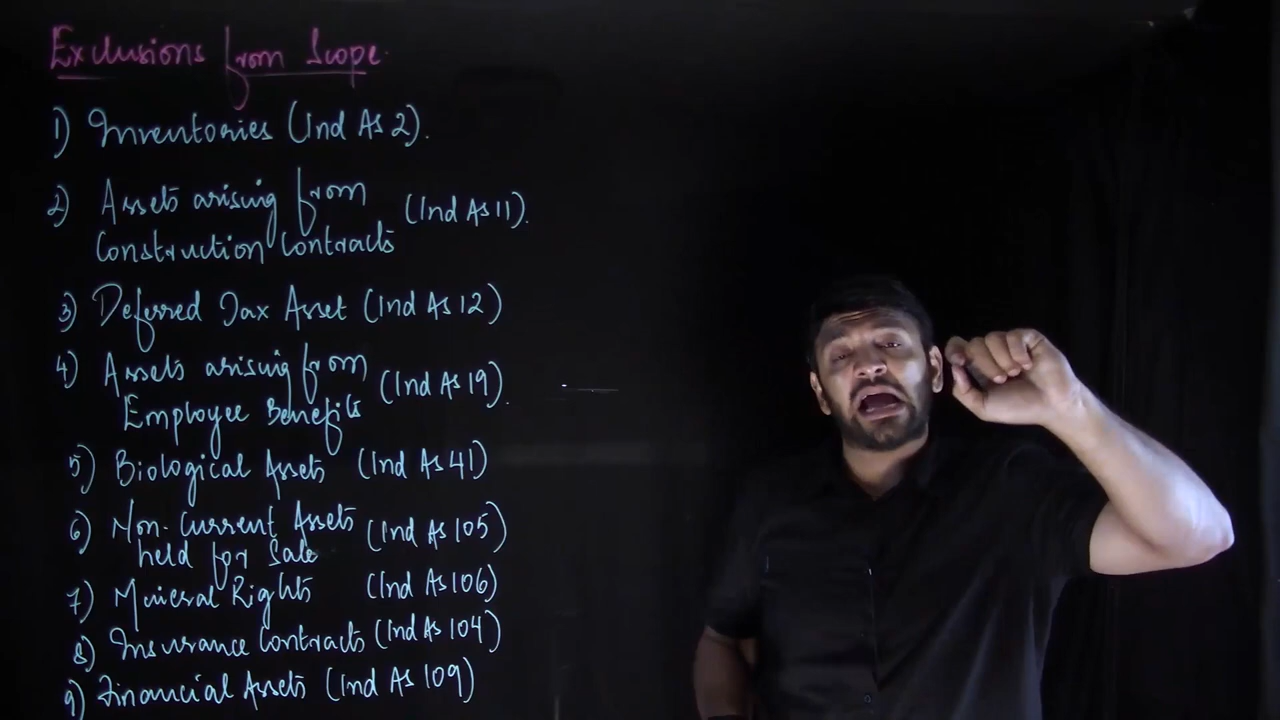 Exclusions from Scope.
1) Inventories (Ind As 2).
2) Assets arising from (Ind As 11).
Construction Contracts
3) Deferred Tax Asset (Ind As 12)
4) Assets arising from (Ind As 19).
Employee Benefits
5) Biological Assets (Ind As 41)
6) Non-Current Assets (Ind As 105)
held for Sale
7) Mineral Rights (Ind As 106)
8) Insurance Contracts (Ind As 104)
9) Financial Assets (Ind As 109)